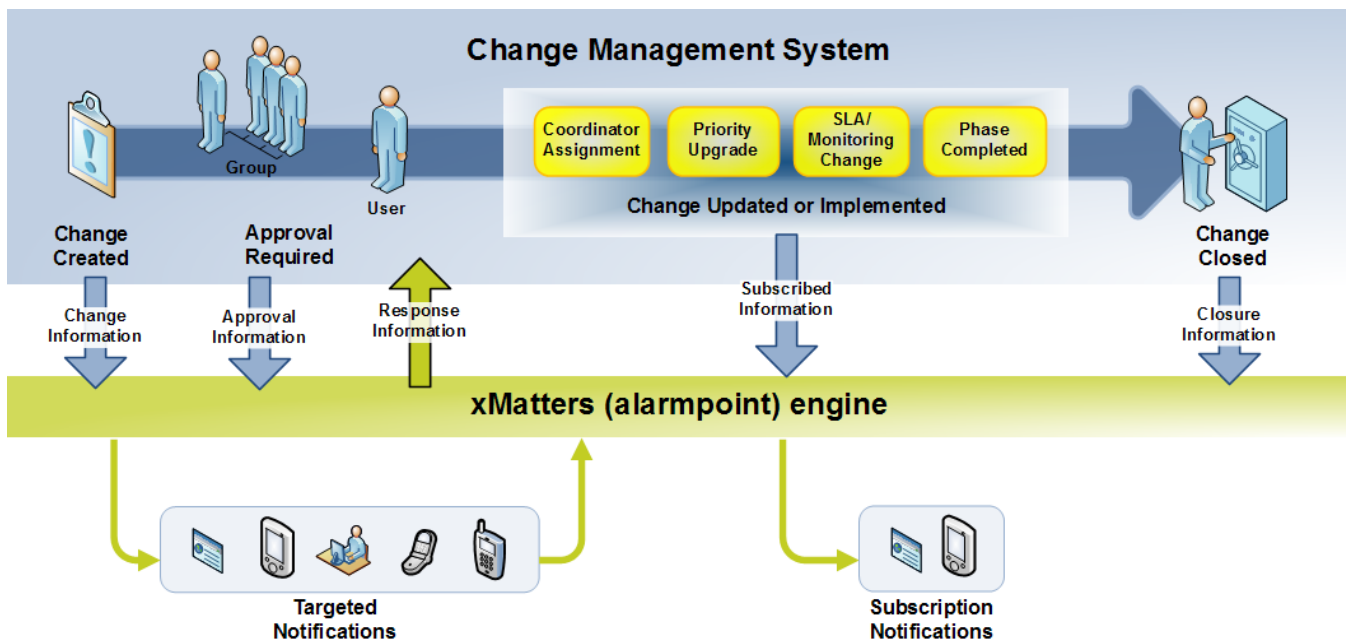 Change Management System
Coordinator
Assignment
Priority
Upgrade
SLA/
Monitoring
Change
Phase
Completed
Group
User
Change Updated or Implemented
Change
Created
Approval
Required
Change
Closed
Change
Information
Approval
Information
Response
Information
Subscribed
Information
Closure
Information
xMatters (alarmpoint) engine
Targeted
Notifications
Subscription
Notifications